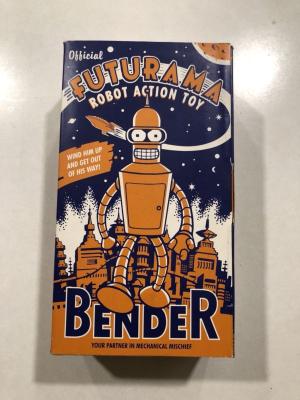 Official
FUTURAMA
ROBOT ACTION TOY
WIND HIM UP
AND GET OUT
OF HIS WAY!
BENDER
YOUR PARTNER IN MECHANICAL MISCHIEF